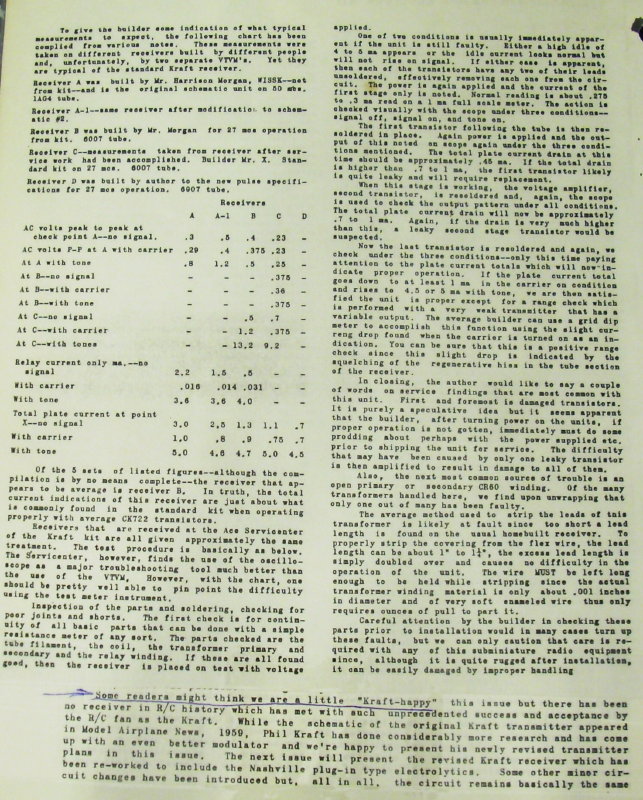 To give the builder some indication of what typical
measurements to expect, the following chart has been
complied from various notes. These measurements were
taken on different receivers built by different people
and, unfortunately, by two separate VTVM's. Yet they
are typical of the standard Kraft receiver.
Receiver A was built by Mr. Harrison Morgan, W1SSK--not
from kit--and is the original schematic unit on 50 mbs.
1AG4 tube.
Receiver A-1--same receiver after modification to schem-
atic #2.
Receiver B was built by Mr. Morgan for 27 mcs operation
from kit. 6007 tube.
Receiver C--measurements taken from receiver after ser-
vice work had been accomplished. Builder Mr. X. Stan-
dard kit on 27 mcs. 6007 tube.
Receiver D was built by author to the new pulse specifi-
cations for 27 mcs operation. 6907 tube.
Receivers
A A-1 B C D
AC volts peak to peak at
check point A--no signal. .3 .5 .4 .23 -
AC volts P-P at A with carrier .29 .4 .375 .23 -
At A with tone .8 1.2 .5 .25 -
At B--no signal - - - .375 -
At B--with carrier - - - .36 -
At B--with tone - - - .375 -
At C--no signal - - .5 .7 -
At C--with carrier - - 1.2 .375 -
At C--with tones - - 13.2 9.2 -
Relay current only ma.--no
signal 2.2 1.5 .5 - -
With carrier .016 .014 .031 - -
With tone 3.6 3.6 4.0 - -
Total plate current at point
X--no signal 3.0 2.5 1.3 1.1 .7
With carrier 1.0 .8 .9 .75 .7
With tone 5.0 4.6 4.7 5.0 4.5
Of the 5 sets of listed figures--although the com-
pilation is by no means complete--the receiver that ap-
pears to be average is receiver B. In truth, the total
current indications of this receiver are just about what
is commonly found in the standard kit when operating
properly with average CK722 transistors.
Receivers that are received at the Ace Servicenter
of the Kraft kit are all given approximately the same
treatment. The test procedure is basically as below.
The Servicenter, however, finds the use of the oscillo-
scope as a major troubleshooting tool much better than
the use of the VTVM. However, with the chart, one
should be pretty well able to pin point the difficulty
using the test meter instrument.
Inspection of the parts and soldering, checking for
poor joints and shorts. The first check is for contin-
uity of all basic parts that can be done with a simple
resistance meter of any sort. The parts checked are the
tube filament, the coil, the transformer primary and
secondary and the relay winding. If these are all found
good, then the receiver is placed on test with voltage
applied.
One of two conditions is usually immediately appar-
ent if the unit is still faulty. Either a high idle of
4 to 5 ma appears or the idle current looks normal but
will not rise on signal. If either case is apparent,
then each of the transistors have any two of their leads
unsoldered, effectively removing each one from the cir-
cuit. The power is again applied and the current of the
first stage only is noted. Normal reading is about .275
to .3 ma read on a 1 ma full scale meter. The action is
checked visually with the scope under three conditions--
signal off, signal on, and tone on.
The first transistor following the tube is then re-
soldered in place. Again power is applied and the out-
put of this noted on scope again under the three condi-
tions mentioned. The total plate current drain at this
time should be approximately .45 ma. If the total drain
is higher than .7 to 1 ma, the first transistor likely
is quite leaky and will require replacement.
When this stage is working, the voltage amplifier,
second transistor, is resoldered and, again, the scope
is used to check the output pattern under all conditions.
The total plate current drain will now be approximately
.7 to 1 ma. Again, if the drain is very much higher
than this, a leaky second stage transistor would be
suspected.
Now the last transistor is resoldered and again, we
check under the three conditions--only this time paying
attention to the plate current totals which will now in-
dicate proper operation. If the plate current total
goes down to at least 1 ma in the carrier on condition
and rises to 4.5 or 5 ma with tone, we are then satis-
fied the unit is proper except for a range check which
is performed with a very weak transmitter that has a
variable output. The average builder can use a grid dip
meter to accomplish this function using the slight cur-
reng drop found when the carrier is turned on as an in-
dication. You can be sure that this is a positive range
check since this slight drop is indicated by the
squelching of the regenerative hiss in the tube section
of the receiver.
In closing, the author would like to say a couple
of words on service findings that are most common with
this unit. First and foremost is damaged transistors.
It is purely a speculative idea but it seems apparent
that the builder, after turning power on the units, if
proper operation is not gotten, immediately must do some
prodding about perhaps with the power supplied etc.
prior to shipping the unit for service. The difficulty
that may have been caused by only one leaky transistor
is then amplified to result in damage to all of them.
Also, the next most common source of trouble is an
open primary or secondary CR60 winding. Of the many
transformers handled here, we find upon unwrapping that
only one out of many has been faulty.
The average method used to strip the leads of this
transformer is likely at fault since too short a lead
length is found on the usual homebuilt receiver. To
properly strip the covering from the flex wire, the lead
length can be about 1" to 1¼", the excess lead length is
simply doubled over and causes no difficulty in the
operation of the unit. The wire MUST be left long
enough to be held while stripping since the actual
transformer winding material is only about .001 inches
in diameter and of very soft enameled wire thus only
requires ounces of pull to part it.
Careful attention by the builder in checking these
parts prior to installation would in many cases turn up
these faults, but we can only caution that care is re-
quired with any of this subminiature radio equipment
since, although it is quite rugged after installation,
it can be easily damaged by improper handling
Some readers might think we are a little "Kraft-happy" this issue but there has been
no receiver in R/C history which has met with such unprecedented success and acceptance by
the R/C fan as the Kraft. While the schematic of the original Kraft transmitter appeared
in Model Airplane News, 1959, Phil Kraft has done considerably more research and has come
up with an even better modulator and we're happy to present his newly revised transmitter
plans in this issue. The next issue will present the revised Kraft receiver which has
been re-worked to include the Nashville plug-in type electrolytics. Some other minor cir-
cuit changes have been introduced but, all in all, the circuit remains basically the same